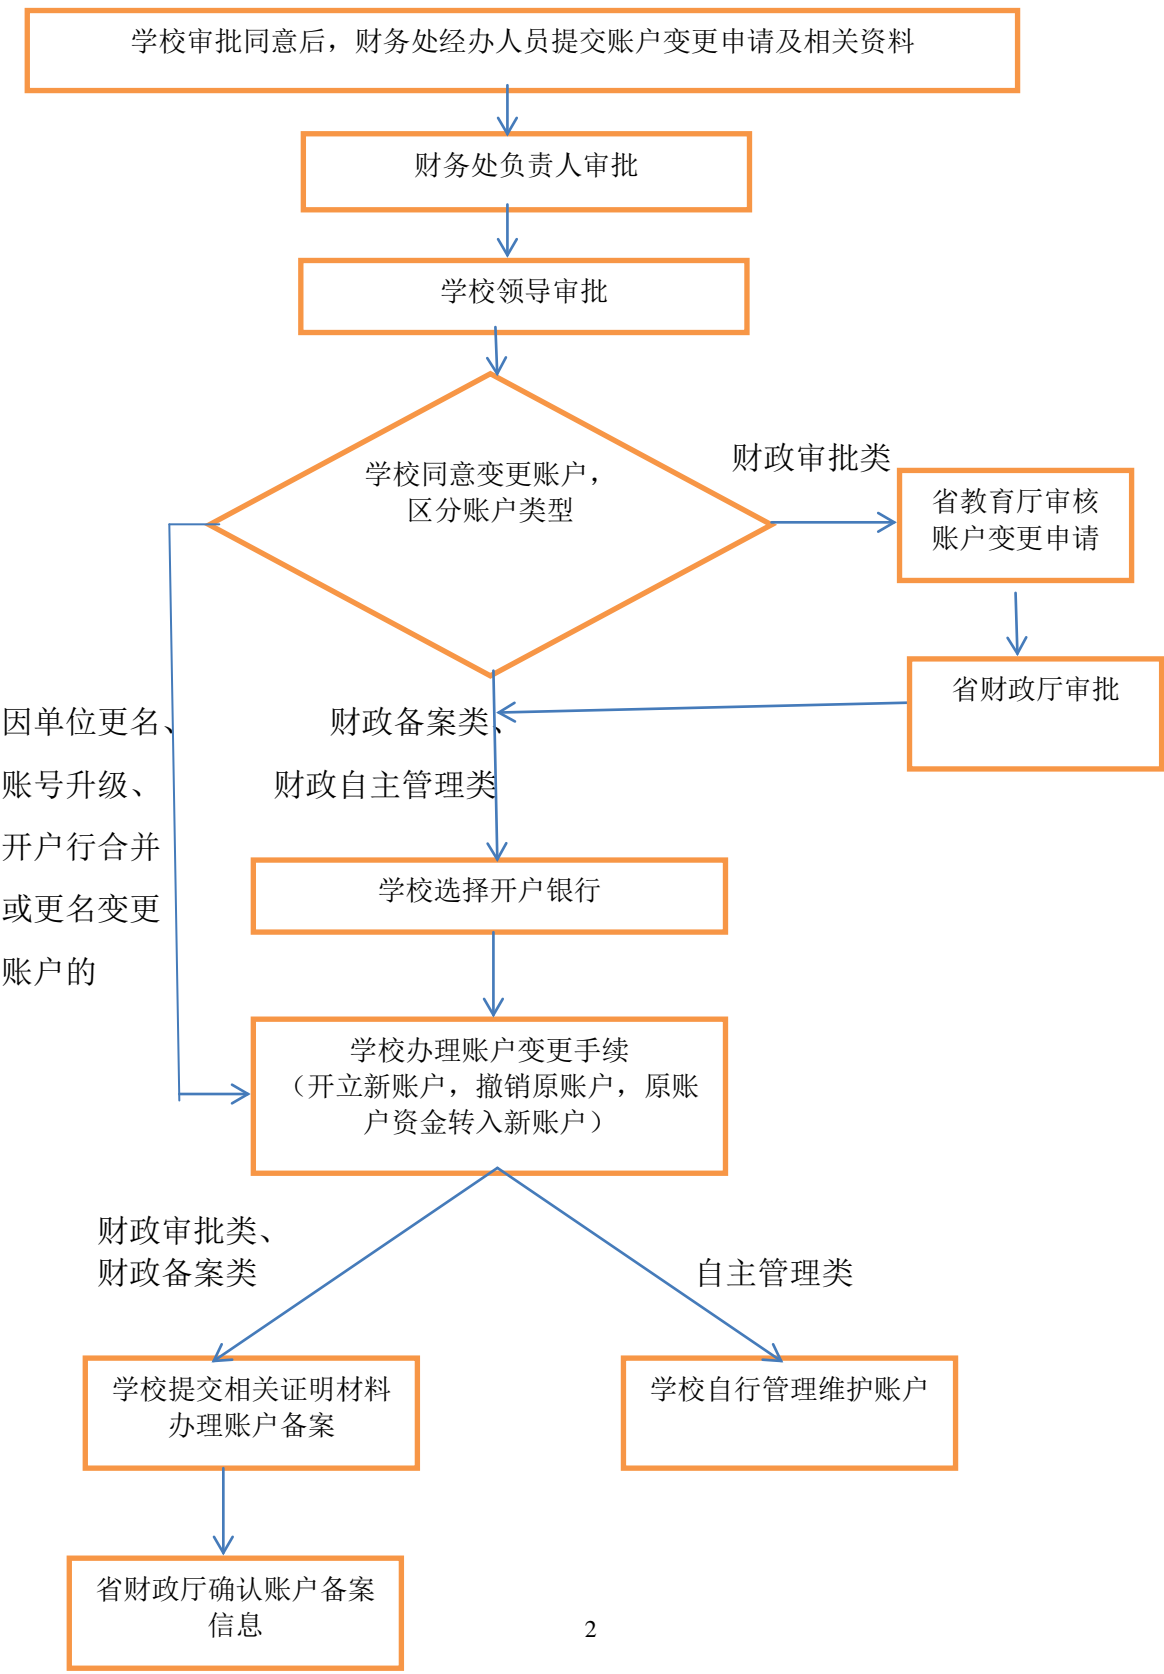 学校审批同意后，财务处经办人员提交账户变更申请及相关资料
财务处负责人审批
学校领导审批
学校同意变更账户，
区分账户类型
财政审批类
省教育厅审核
账户变更申请
省财政厅审批
因单位更名、
账号升级、
开户行合并
或更名变更
账户的
财政备案类、
财政自主管理类
学校选择开户银行
学校办理账户变更手续
（开立新账户，撤销原账户，原账
户资金转入新账户）
财政审批类、
财政备案类
自主管理类
学校提交相关证明材料
办理账户备案
学校自行管理维护账户
省财政厅确认账户备案
信息
2